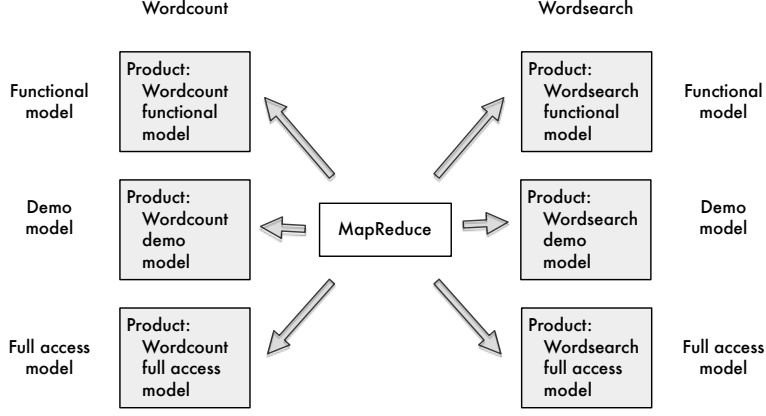 Wordcount
Wordsearch
Functional
model
Product:
Wordcount
functional
model
Product:
Wordsearch
functional
model
Functional
model
Demo
model
Product:
Wordcount
demo
model
MapReduce
Product:
Wordsearch
demo
model
Demo
model
Full access
model
Product:
Wordcount
full access
model
Product:
Wordsearch
full access
model
Full access
model